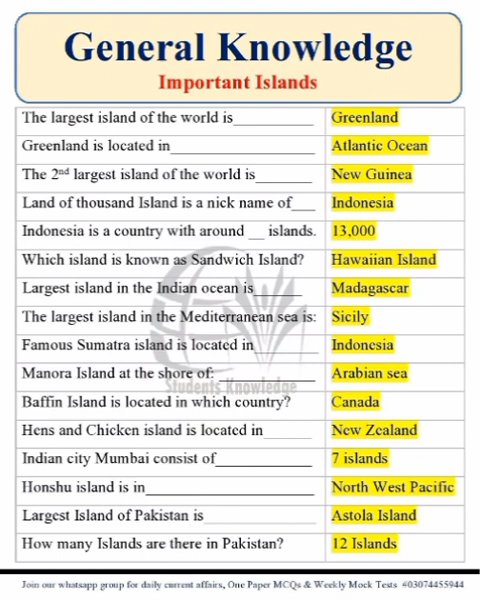 General Knowledge
Important Islands
The largest island of the world is__________ Greenland
Greenland is located in__________________ Atlantic Ocean
The 2nd largest island of the world is_______ New Guinea
Land of thousand Island is a nick name of___ Indonesia
Indonesia is a country with around __ islands. 13,000
Which island is known as Sandwich Island? Hawaiian Island
Largest island in the Indian ocean is______ Madagascar
The largest island in the Mediterranean sea is: Sicily
Famous Sumatra island is located in________ Indonesia
Manora Island at the shore of: ____________ Arabian sea
Students Knowledge
Baffin Island is located in which country? Canada
Hens and Chicken island is located in______ New Zealand
Indian city Mumbai consist of____________ 7 islands
Honshu island is in_____________________ North West Pacific
Largest Island of Pakistan is______________ Astola Island
How many Islands are there in Pakistan? 12 Islands
Join our whatsapp group for daily current affairs, One Paper MCQs & Weekly Mock Tests #03074455944